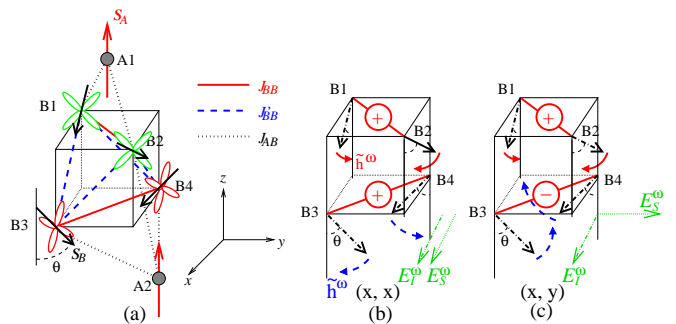 S_A
A1
B1
B2
B4
B3
S_B
θ
A2
J_BB
J'_BB
J_AB
z
y
x
(a)
B1
+
B2
h̃^ω
B4
+
B3
θ
E_I^ω E_S^ω
h̃^ω
(x, x)
(b)
B1
+
B2
B4
−
B3
E_S^ω
θ
E_I^ω
(x, y)
(c)